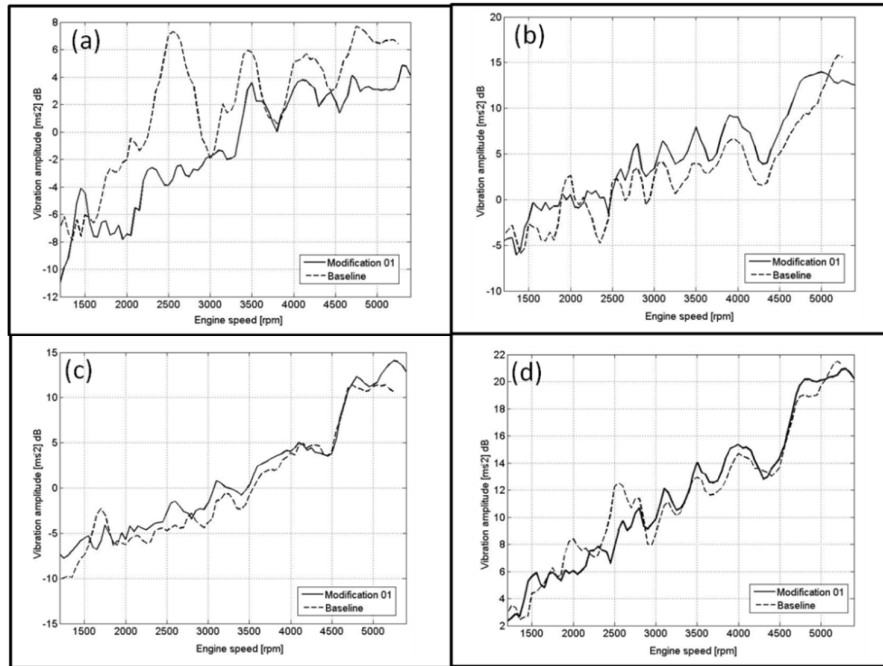 (a)
Vibration amplitude [ms2] dB
8
6
4
2
0
-2
-4
-6
-8
-10
-12
1500 2000 2500 3000 3500 4000 4500 5000
Engine speed [rpm]
Modification 01
Baseline
(b)
Vibration amplitude [ms2] dB
20
15
10
5
0
-5
-10
1500 2000 2500 3000 3500 4000 4500 5000
Engine speed [rpm]
Modification 01
Baseline
(c)
Vibration amplitude [ms2] dB
15
10
5
0
-5
-10
-15
1500 2000 2500 3000 3500 4000 4500 5000
Engine speed [rpm]
Modification 01
Baseline
(d)
Vibration amplitude [ms2] dB
22
20
18
16
14
12
10
8
6
4
2
1500 2000 2500 3000 3500 4000 4500 5000
Engine speed [rpm]
Modification 01
Baseline